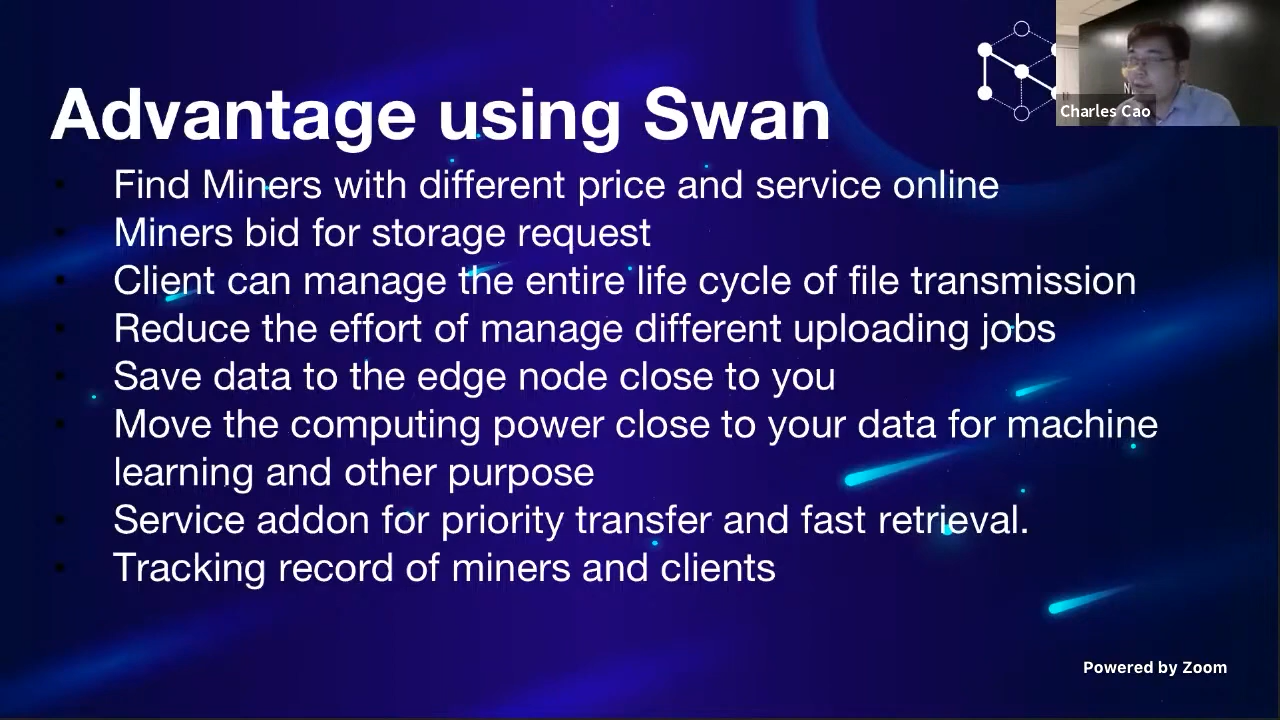 Advantage using Swan
Find Miners with different price and service online
Miners bid for storage request
Client can manage the entire life cycle of file transmission
Reduce the effort of manage different uploading jobs
Save data to the edge node close to you
Move the computing power close to your data for machine
learning and other purpose
Service addon for priority transfer and fast retrieval.
Tracking record of miners and clients
Charles Cao
Powered by Zoom